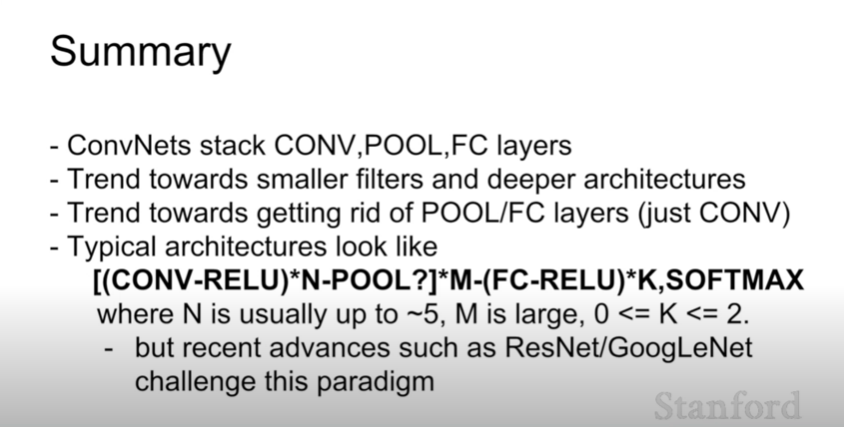 Summary
- ConvNets stack CONV,POOL,FC layers
- Trend towards smaller filters and deeper architectures
- Trend towards getting rid of POOL/FC layers (just CONV)
- Typical architectures look like
[(CONV-RELU)*N-POOL?]*M-(FC-RELU)*K,SOFTMAX
where N is usually up to ~5, M is large, 0 <= K <= 2.
- but recent advances such as ResNet/GoogLeNet
challenge this paradigm
Stanford